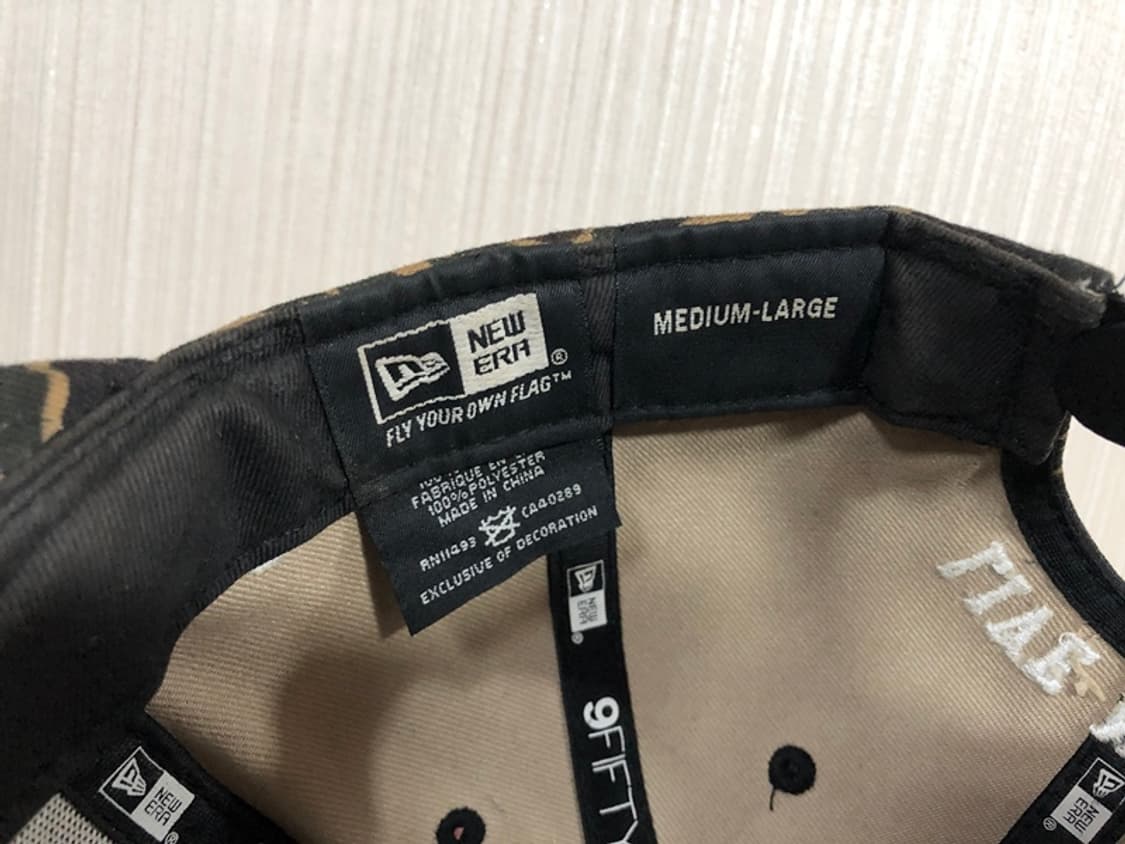 NEW
ERA®
FLY YOUR OWN FLAG™
MEDIUM-LARGE
FABRIQUE EN
100% POLYESTER
MADE IN CHINA
RN11493 CA40289
EXCLUSIVE OF DECORATION
NEW
ERA®
9FIFTY
NEW
ERA®
NEW
ERA®